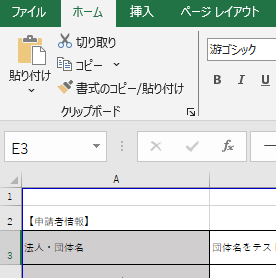 ファイル ホーム 挿入 ページ レイアウト
切り取り
コピー
貼り付け
書式のコピー/貼り付け
クリップボード
游ゴシック
B I U
E3
fx
A
1
2 【申請者情報】
3 法人・団体名 団体名をテス